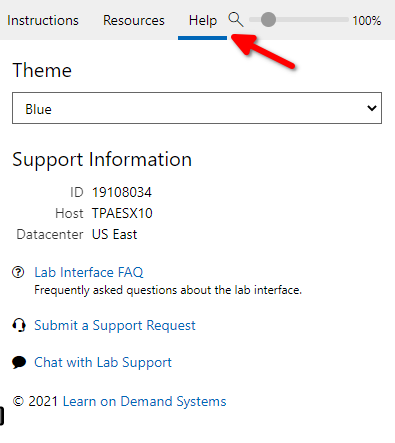 Instructions Resources Help 100%
Theme
Blue
Support Information
ID 19108034
Host TPAESX10
Datacenter US East
Lab Interface FAQ
Frequently asked questions about the lab interface.
Submit a Support Request
Chat with Lab Support
© 2021 Learn on Demand Systems